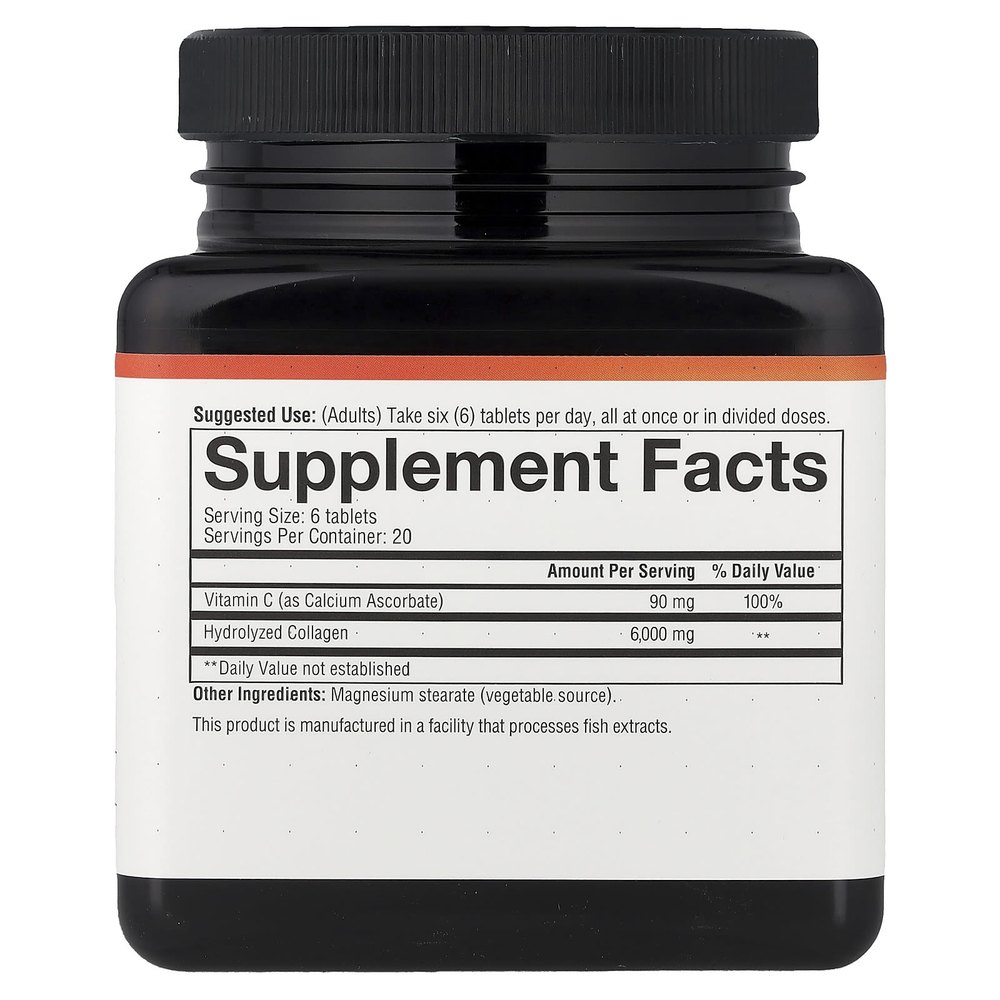 Suggested Use: (Adults) Take six (6) tablets per day, all at once or in divided doses.
Supplement Facts
Serving Size: 6 tablets
Servings Per Container: 20
Amount Per Serving % Daily Value
Vitamin C (as Calcium Ascorbate) 90 mg 100%
Hydrolyzed Collagen 6,000 mg **
**Daily Value not established
Other Ingredients: Magnesium stearate (vegetable source).
This product is manufactured in a facility that processes fish extracts.